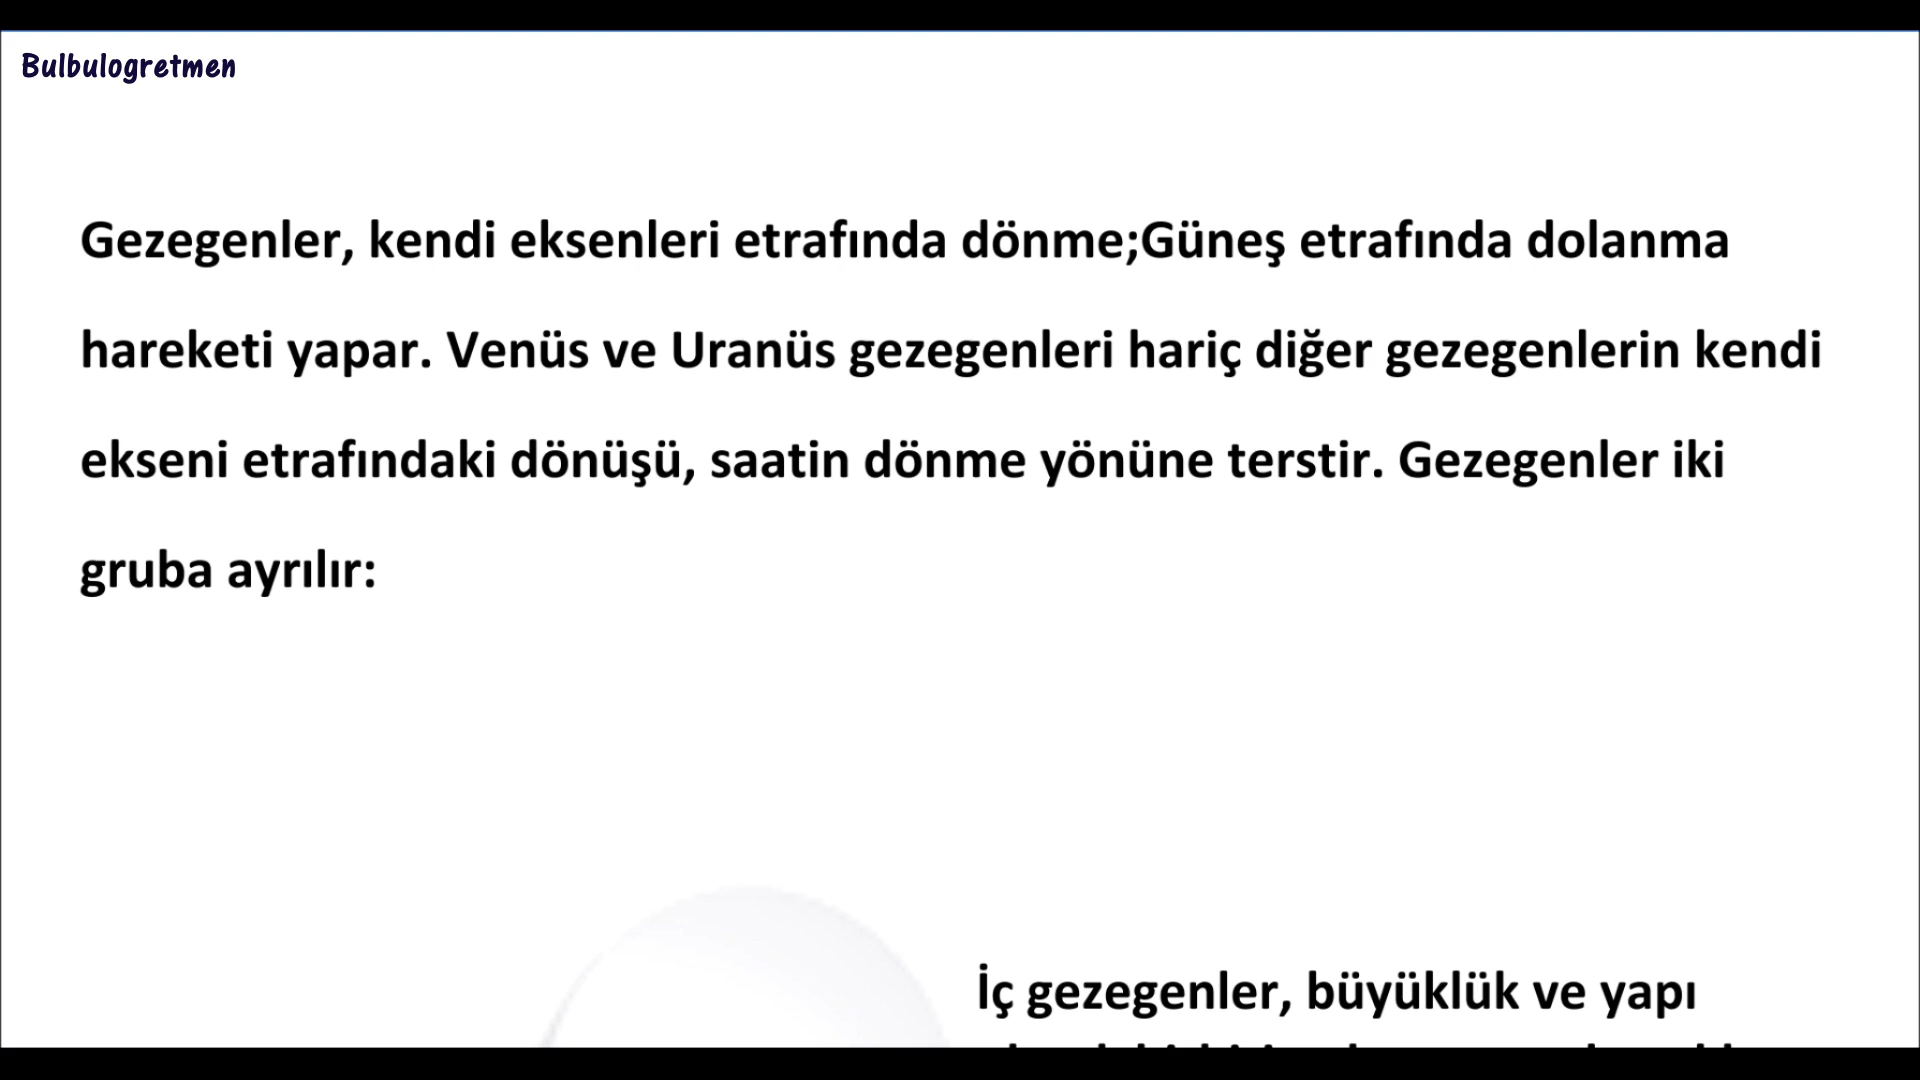 Bulbulogretmen
Gezegenler, kendi eksenleri etrafında dönme;Güneş etrafında dolanma
hareketi yapar. Venüs ve Uranüs gezegenleri hariç diğer gezegenlerin kendi
ekseni etrafındaki dönüşü, saatin dönme yönüne terstir. Gezegenler iki
gruba ayrılır:
İç gezegenler, büyüklük ve yapı